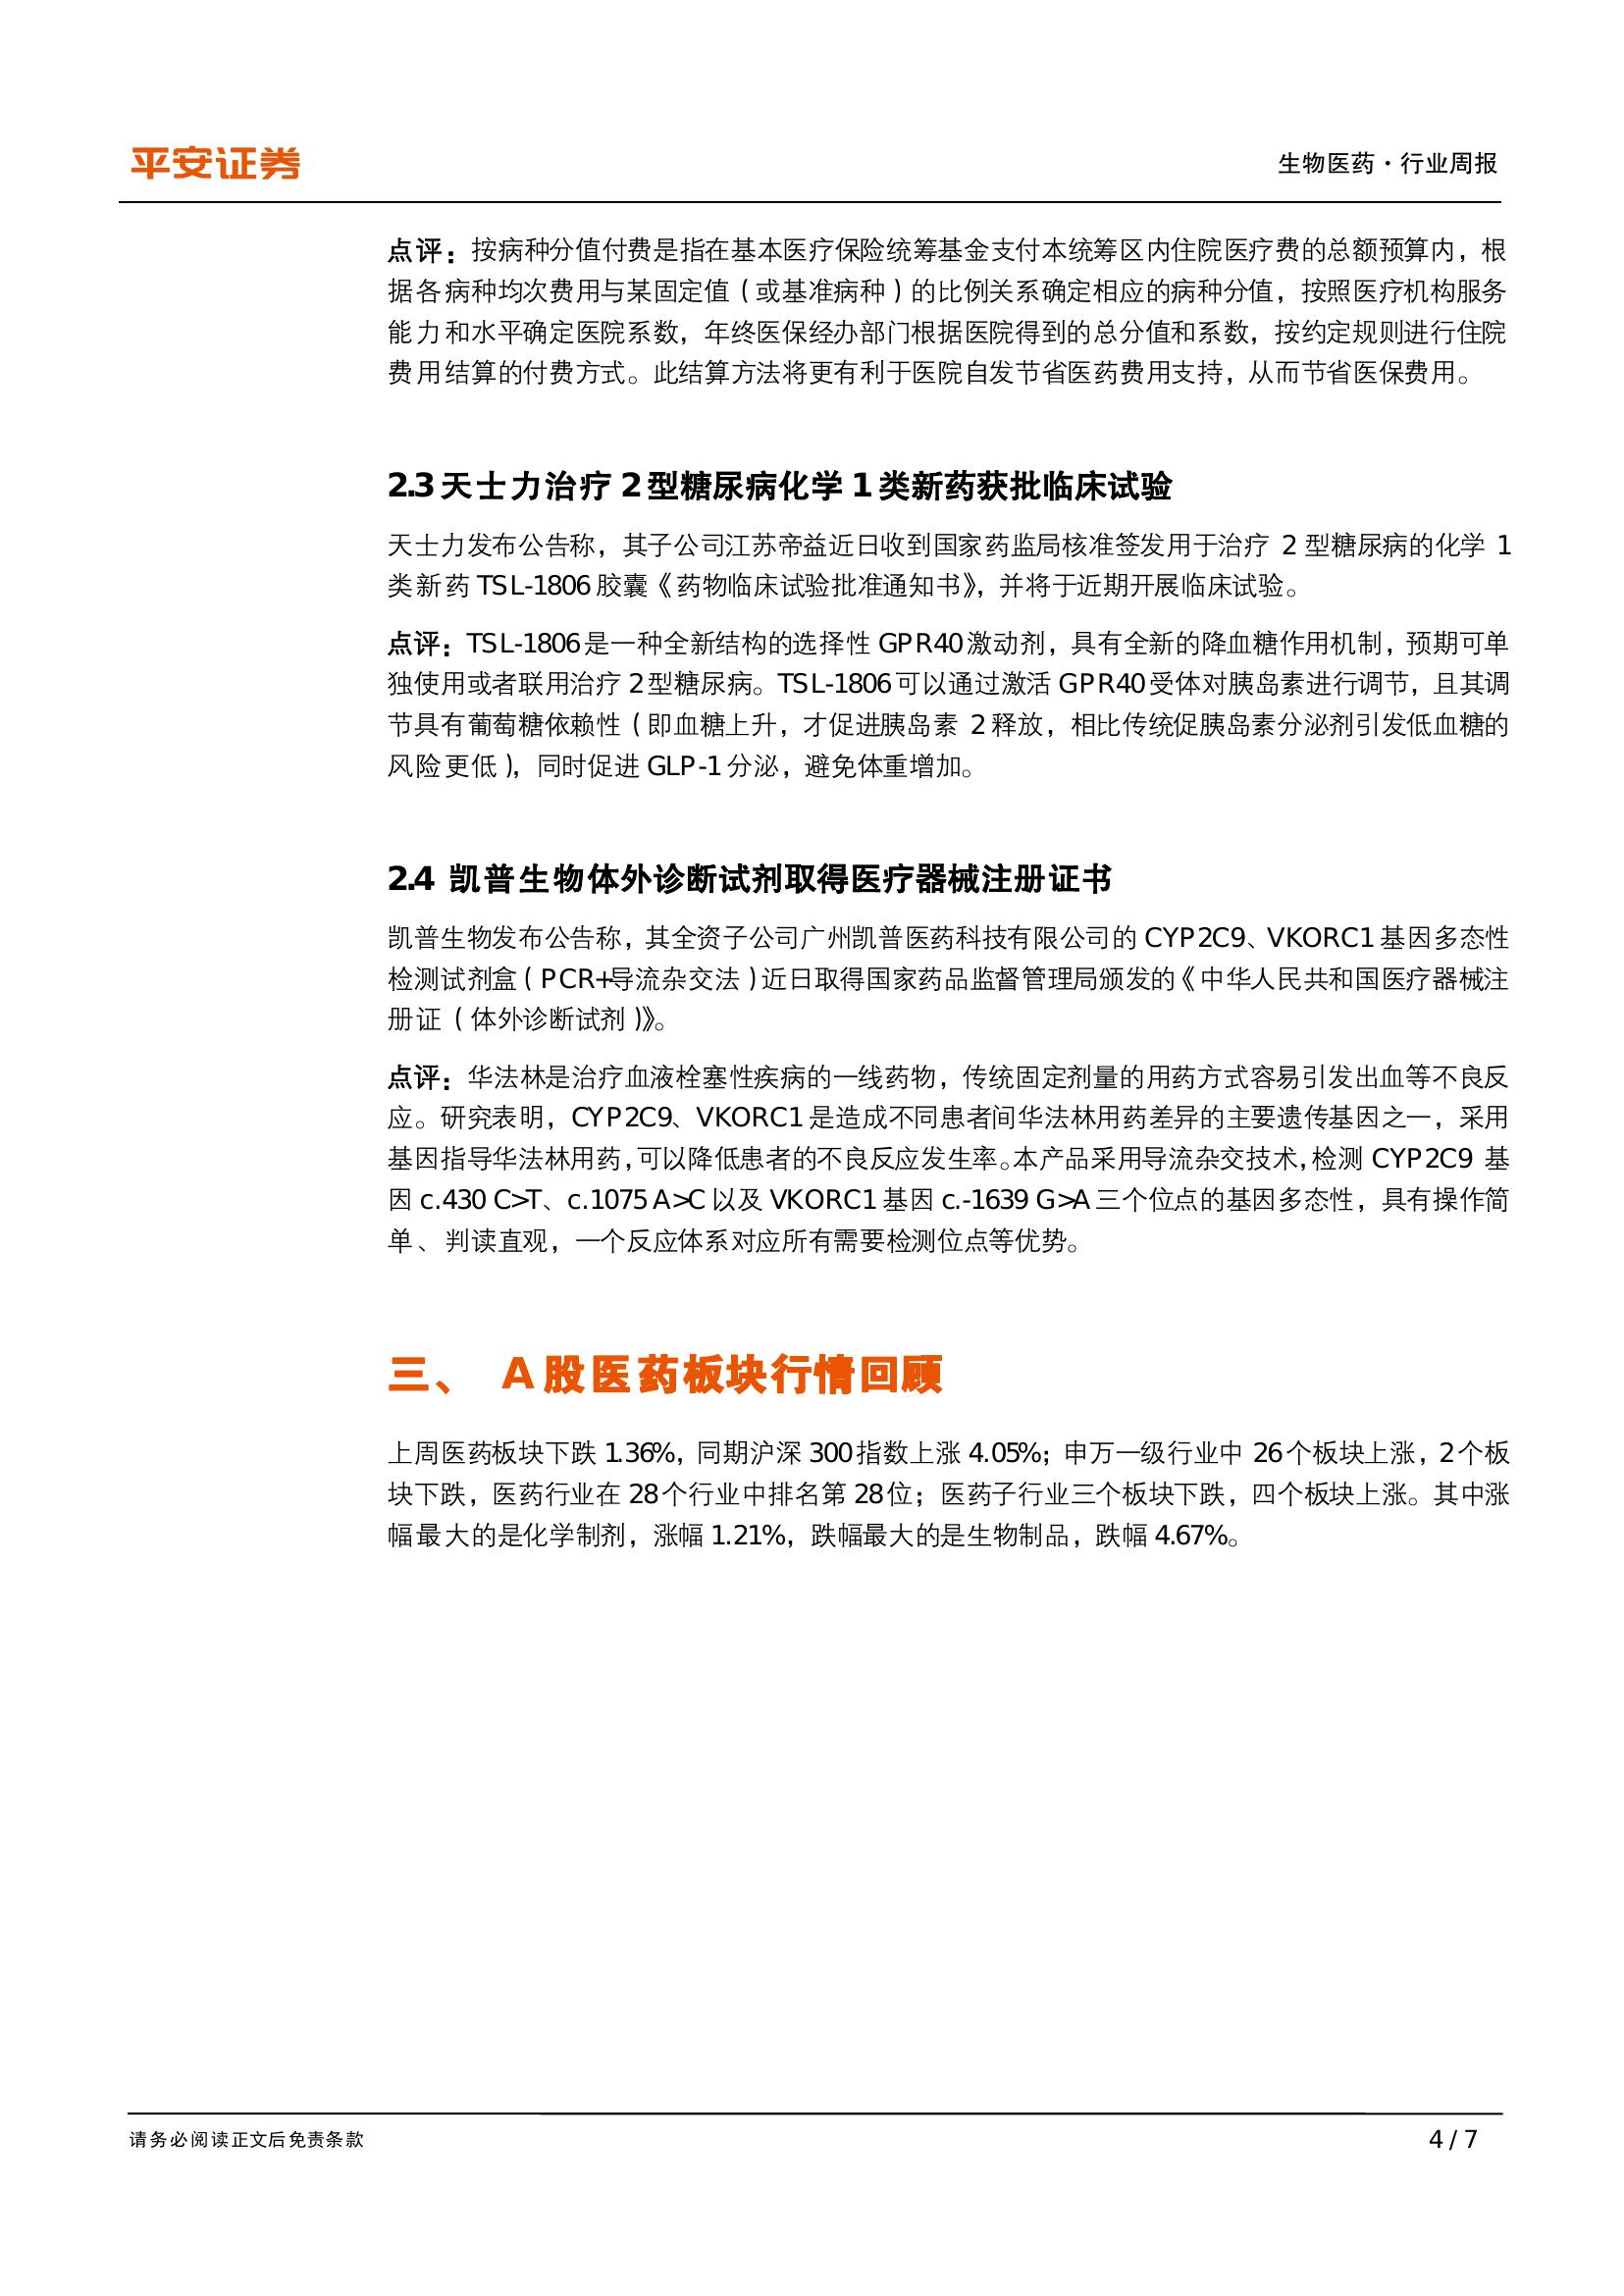 平安证券
生物医药·行业周报
点评：按病种分值付费是指在基本医疗保险统筹基金支付本统筹区内住院医疗费的总额预算内，根
据各病种均次费用与某固定值（或基准病种）的比例关系确定相应的病种分值，按照医疗机构服务
能力和水平确定医院系数，年终医保经办部门根据医院得到的总分值和系数，按约定规则进行住院
费用结算的付费方式。此结算方法将更有利于医院自发节省医药费用支持，从而节省医保费用。
2.3 天士力治疗 2 型糖尿病化学 1 类新药获批临床试验
天士力发布公告称，其子公司江苏帝益近日收到国家药监局核准签发用于治疗 2 型糖尿病的化学 1
类新药 TSL-1806 胶囊《药物临床试验批准通知书》，并将于近期开展临床试验。
点评：TSL-1806 是一种全新结构的选择性 GPR40 激动剂，具有全新的降血糖作用机制，预期可单
独使用或者联用治疗 2 型糖尿病。TSL-1806 可以通过激活 GPR40 受体对胰岛素进行调节，且其调
节具有葡萄糖依赖性（即血糖上升，才促进胰岛素 2 释放，相比传统促胰岛素分泌剂引发低血糖的
风险更低），同时促进 GLP-1 分泌，避免体重增加。
2.4 凯普生物体外诊断试剂取得医疗器械注册证书
凯普生物发布公告称，其全资子公司广州凯普医药科技有限公司的 CYP2C9、VKORC1 基因多态性
检测试剂盒（PCR+导流杂交法）近日取得国家药品监督管理局颁发的《中华人民共和国医疗器械注
册证（体外诊断试剂）》。
点评：华法林是治疗血液栓塞性疾病的一线药物，传统固定剂量的用药方式容易引发出血等不良反
应。研究表明，CYP2C9、VKORC1 是造成不同患者间华法林用药差异的主要遗传基因之一，采用
基因指导华法林用药，可以降低患者的不良反应发生率。本产品采用导流杂交技术，检测 CYP2C9 基
因 c.430 C>T、c.1075 A>C 以及 VKORC1 基因 c.-1639 G>A 三个位点的基因多态性，具有操作简
单、判读直观，一个反应体系对应所有需要检测位点等优势。
三、 A 股医药板块行情回顾
上周医药板块下跌 1.36%，同期沪深 300 指数上涨 4.05%；申万一级行业中 26 个板块上涨，2 个板
块下跌，医药行业在 28 个行业中排名第 28 位；医药子行业三个板块下跌，四个板块上涨。其中涨
幅最大的是化学制剂，涨幅 1.21%，跌幅最大的是生物制品，跌幅 4.67%。
请务必阅读正文后免责条款
4 / 7